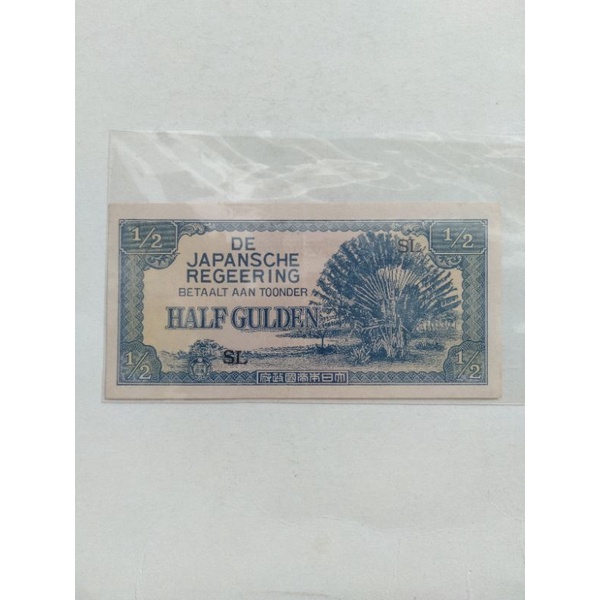 1/2 1/2
SL
DE
JAPANSCHE
REGEERING
BETAALT AAN TOONDER
HALF GULDEN
SL
1/2 1/2
府政國帝本日大